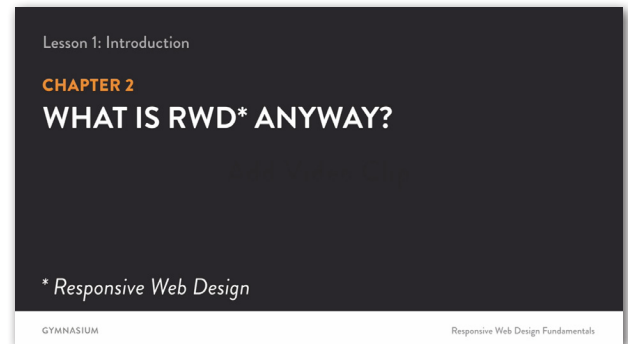 Lesson 1: Introduction
CHAPTER 2
WHAT IS RWD* ANYWAY?
* Responsive Web Design
GYMNASIUM
Responsive Web Design Fundamentals